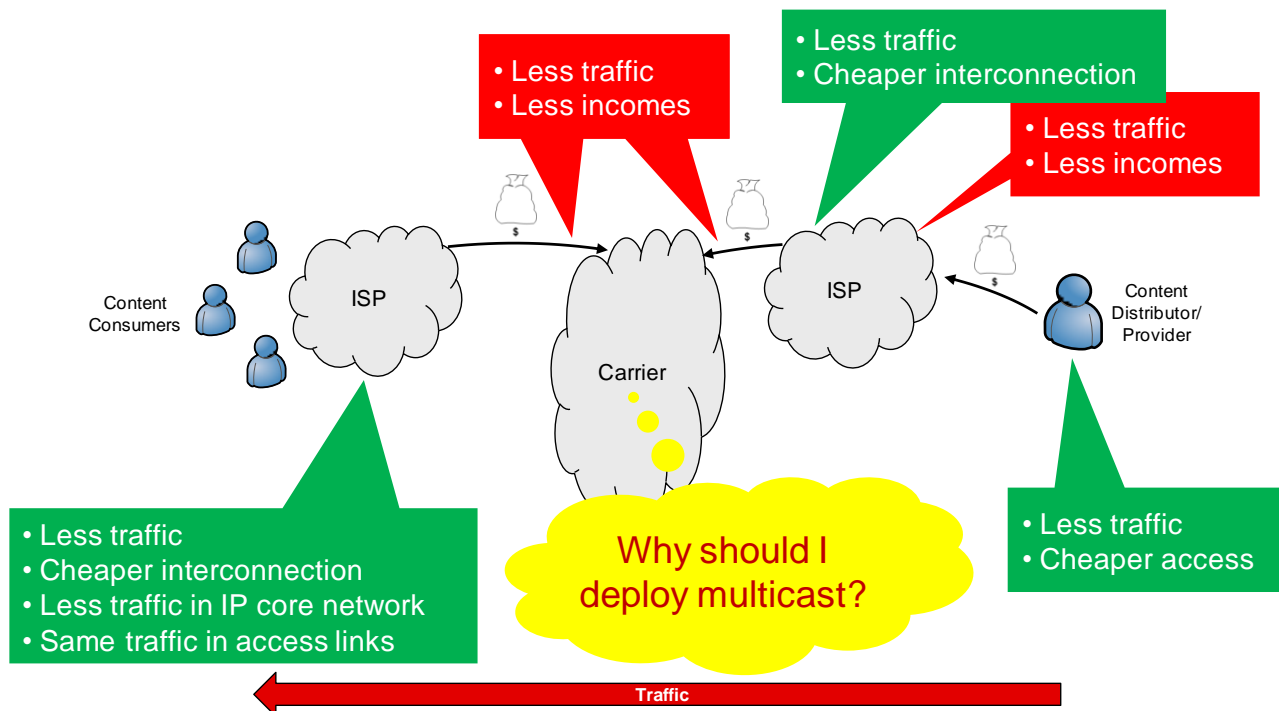 • Less traffic
• Less incomes
• Less traffic
• Cheaper interconnection
• Less traffic
• Less incomes
$
$
$
Content
Consumers
ISP
Carrier
ISP
Content
Distributor/
Provider
• Less traffic
• Cheaper interconnection
• Less traffic in IP core network
• Same traffic in access links
Why should I
deploy multicast?
• Less traffic
• Cheaper access
Traffic